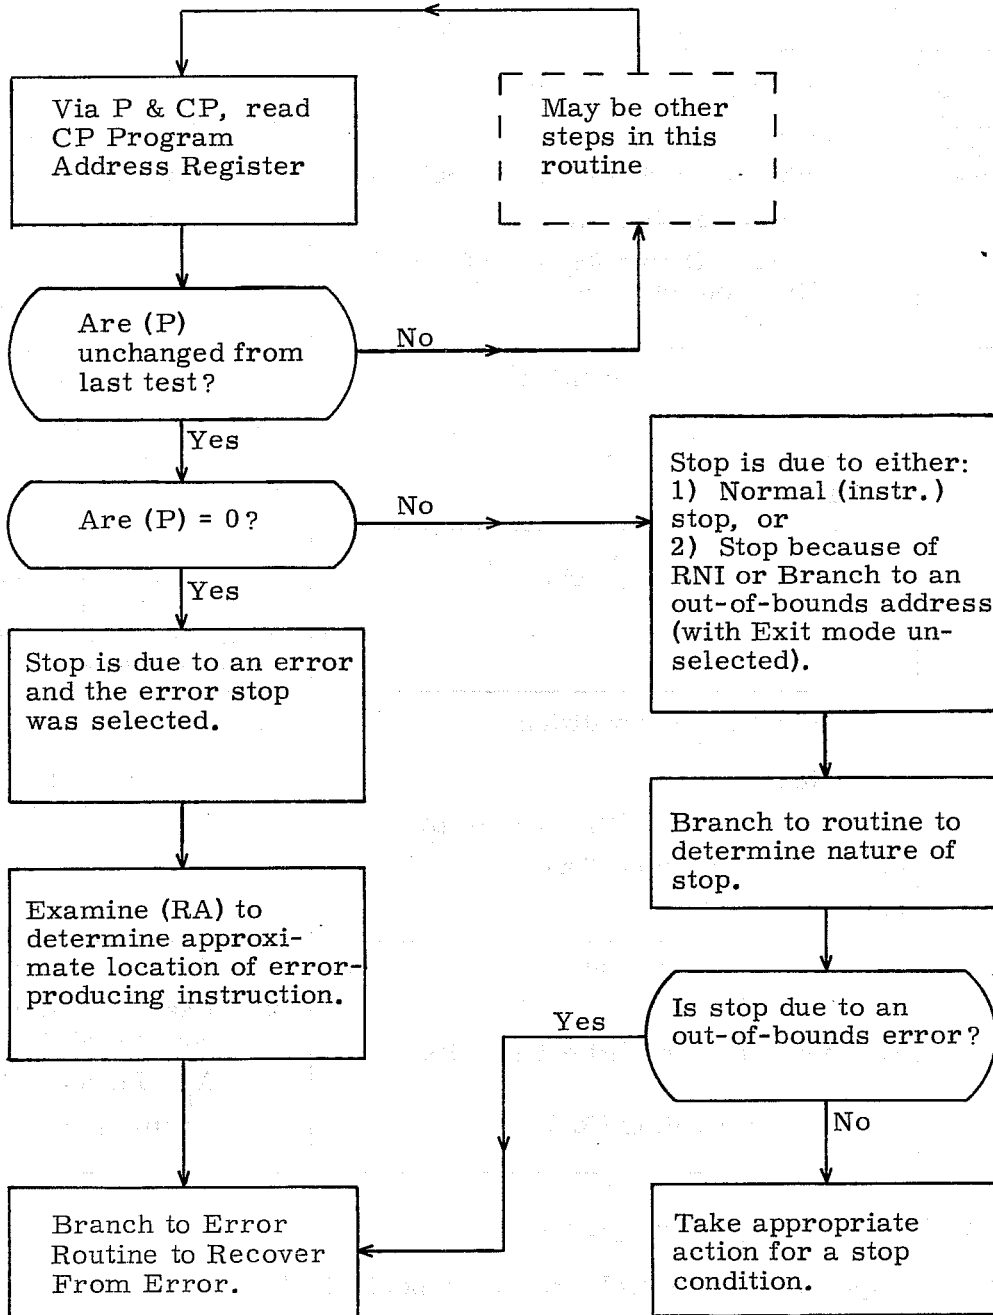 Via P & CP, read
CP Program
Address Register
May be other
steps in this
routine
Are (P)
unchanged from
last test?
No
Yes
Are (P) = 0?
No
Yes
Stop is due to either:
1) Normal (instr.)
stop, or
2) Stop because of
RNI or Branch to an
out-of-bounds address
(with Exit mode un-
selected).
Stop is due to an error
and the error stop
was selected.
Branch to routine to
determine nature of
stop.
Examine (RA) to
determine approxi-
mate location of error-
producing instruction.
Is stop due to an
out-of-bounds error?
Yes
No
Branch to Error
Routine to Recover
From Error.
Take appropriate
action for a stop
condition.